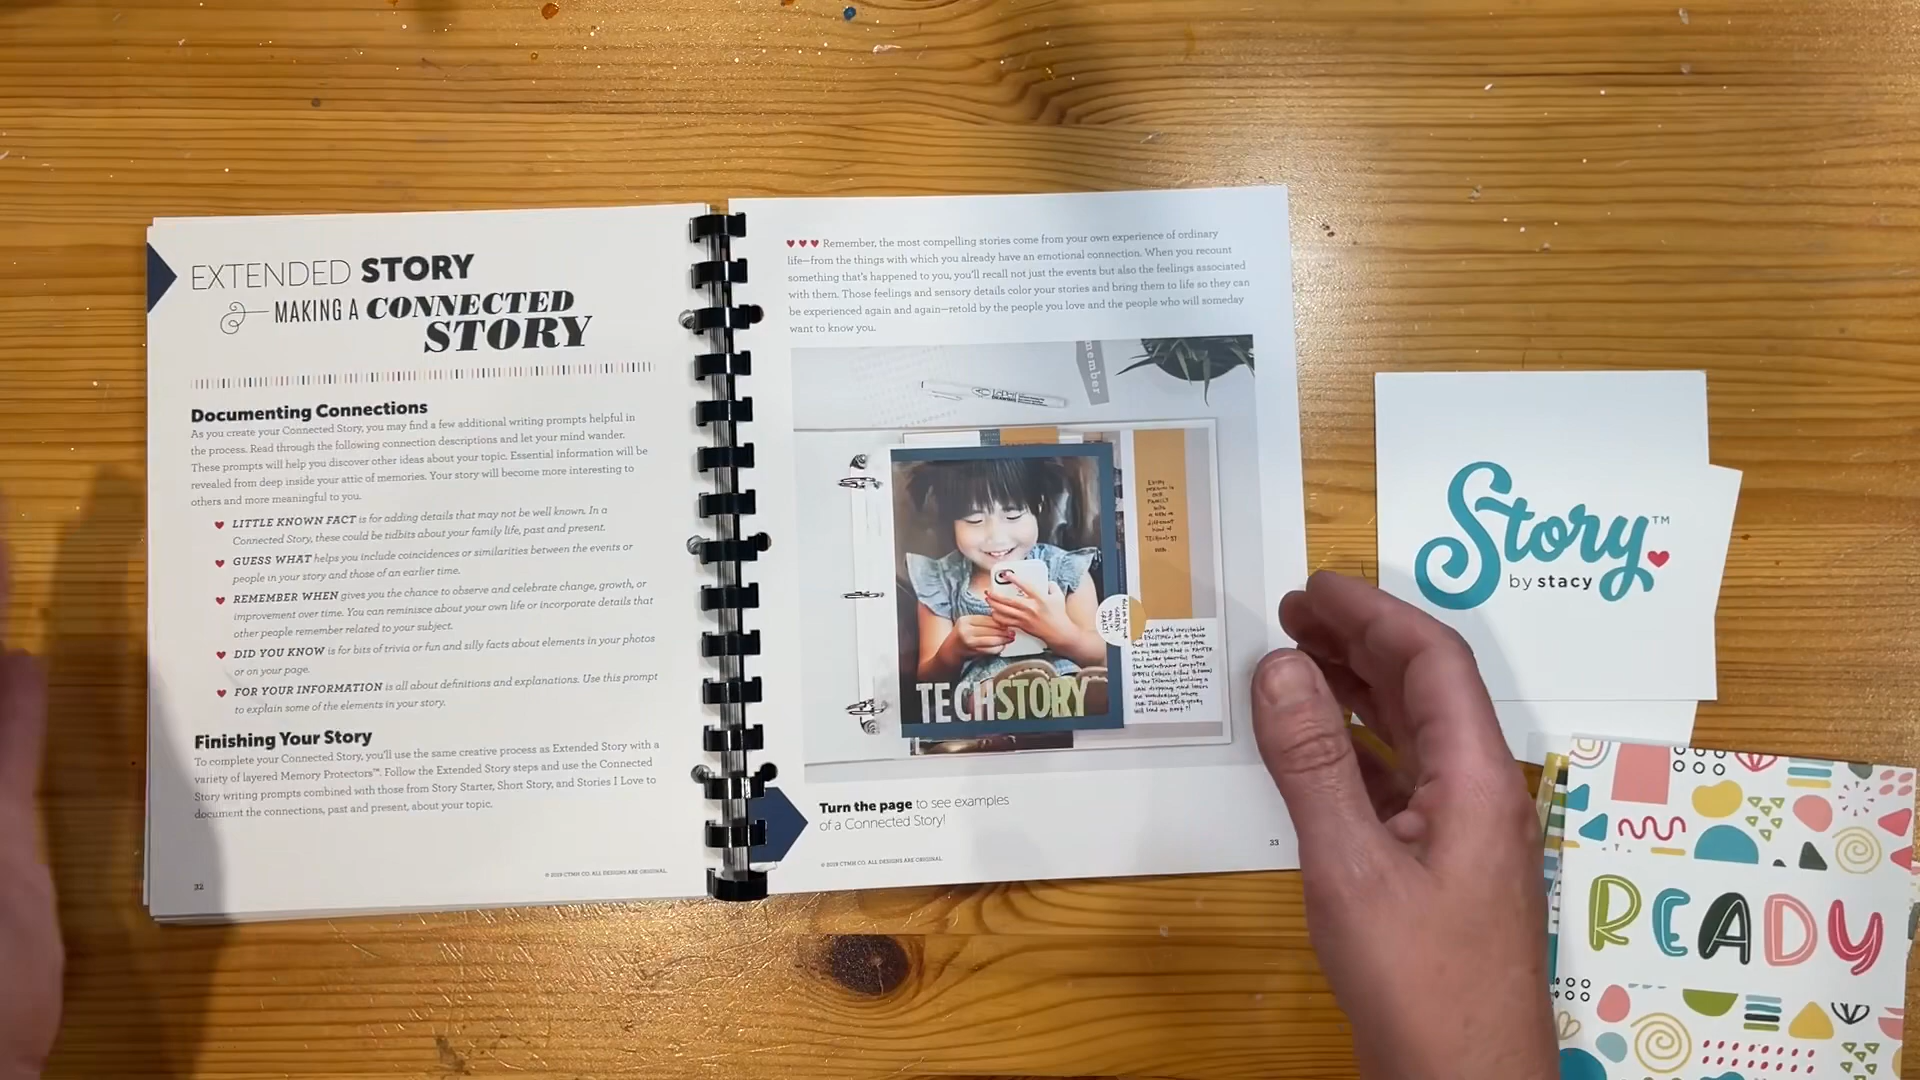 EXTENDED STORY
MAKING A CONNECTED
STORY
Documenting Connections
As you create your Connected Story, you may find a few additional writing prompts helpful in
the process. Read through the following connection descriptions and let your mind wander.
These prompts will help you discover other ideas about your topic. Essential information will be
revealed from deep inside your attic of memories. Your story will become more interesting to
others and more meaningful to you.
LITTLE KNOWN FACT is for adding details that may not be well known. In a
Connected Story, these could be tidbits about your family life, past and present.
GUESS WHAT helps you include coincidences or similarities between the events or
people in your story and those of an earlier time.
REMEMBER WHEN gives you the chance to observe and celebrate change, growth, or
improvement over time. You can reminisce about your own life or incorporate details that
other people remember related to your subject.
DID YOU KNOW is for bits of trivia or fun and silly facts about elements in your photos
or on your page.
FOR YOUR INFORMATION is all about definitions and explanations. Use this prompt
to explain some of the elements in your story.
Finishing Your Story
To complete your Connected Story, you'll use the same creative process as Extended Story with a
variety of layered Memory Protectors™. Follow the Extended Story steps and use the Connected
Story writing prompts combined with those from Story Starter, Short Story, and Stories I Love to
document the connections, past and present, about your topic.
32
© 2019 CTMH CO. ALL DESIGNS ARE ORIGINAL.
♥ ♥ ♥ Remember, the most compelling stories come from your own experience of ordinary
life—from the things with which you already have an emotional connection. When you recount
something that's happened to you, you'll recall not just the events but also the feelings associated
with them. Those feelings and sensory details color your stories and bring them to life so they can
be experienced again and again—retold by the people you love and the people who will someday
want to know you.
member
TECHSTORY
Turn the page to see examples
of a Connected Story!
33
© 2019 CTMH CO. ALL DESIGNS ARE ORIGINAL.
Story™
by stacy
READY